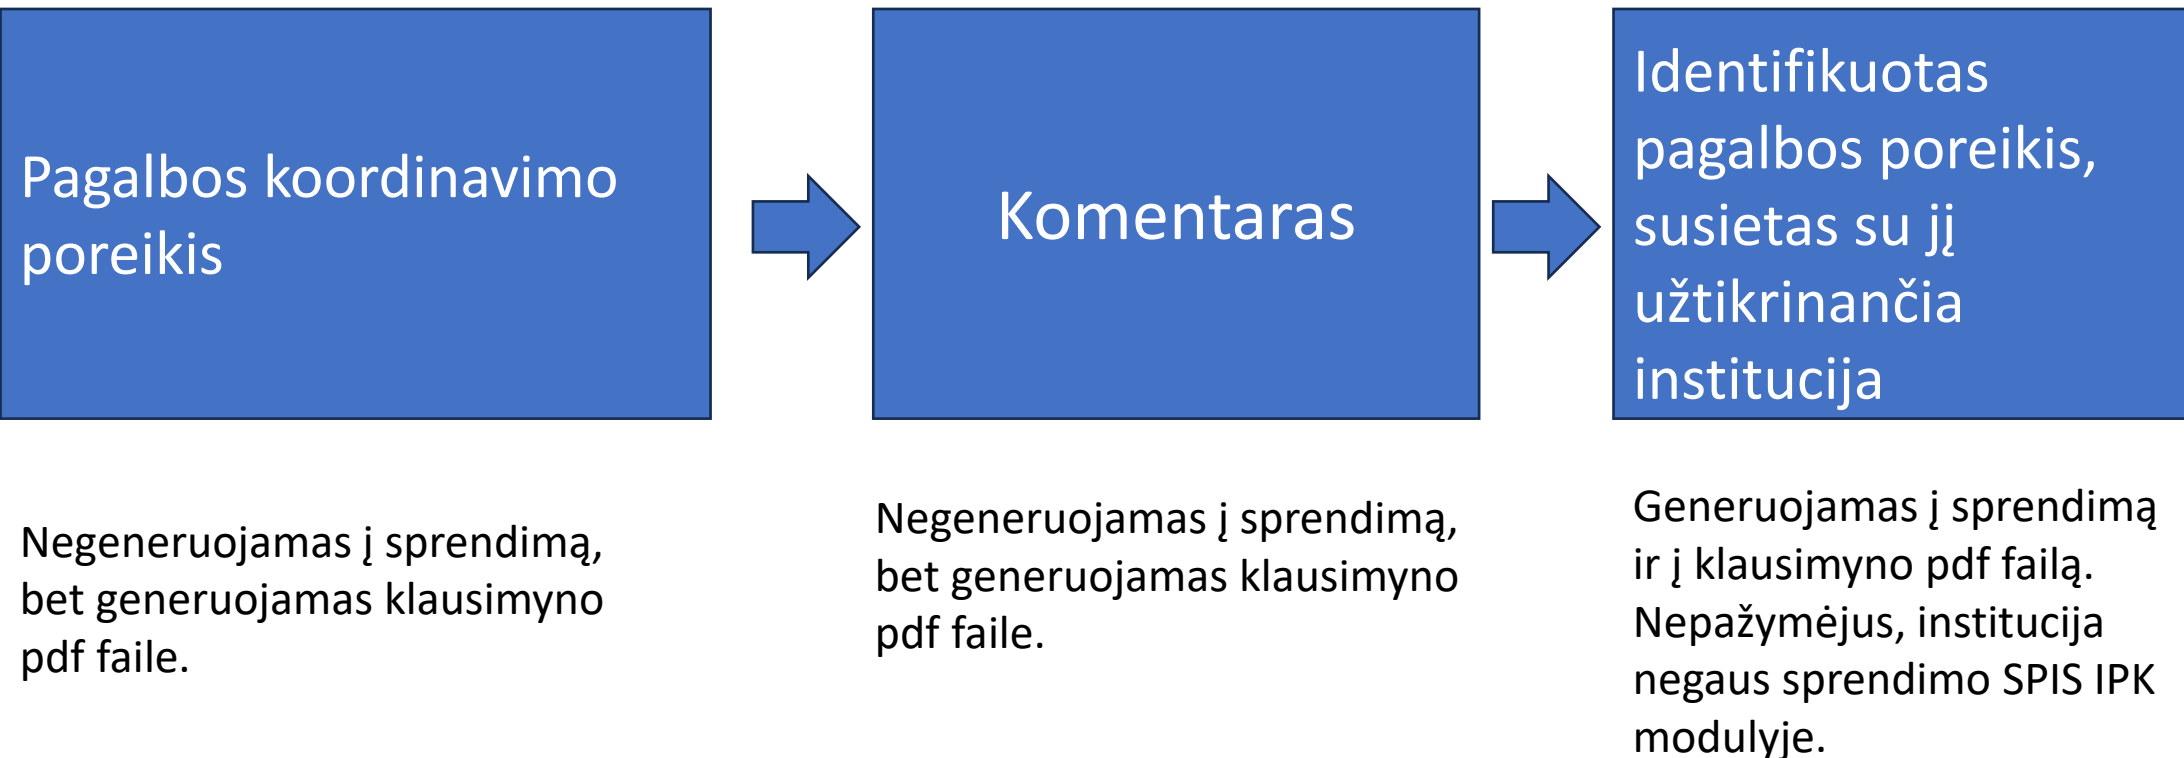 Pagalbos koordinavimo
poreikis
Komentaras
Identifikuotas
pagalbos poreikis,
susietas su jį
užtikrinančia
institucija
Negeneruojamas į sprendimą,
bet generuojamas klausimyno
pdf faile.
Negeneruojamas į sprendimą,
bet generuojamas klausimyno
pdf faile.
Generuojamas į sprendimą
ir į klausimyno pdf failą.
Nepažymėjus, institucija
negaus sprendimo SPIS IPK
modulyje.